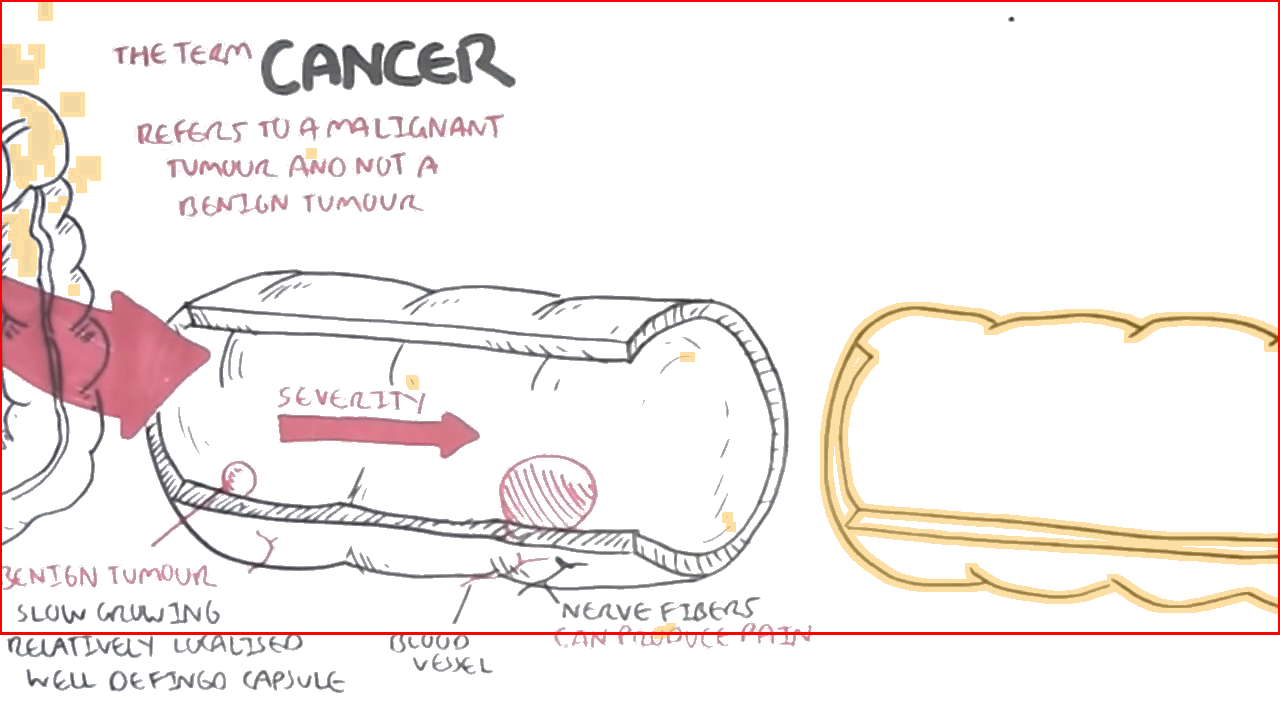 THE TERM CANCER
REFERS TO A MALIGNANT
TUMOUR AND NOT A
BENIGN TUMOUR
SEVERITY
BENIGN TUMOUR
SLOW GROWING
RELATIVELY LOCALISED
WELL DEFINGD CAPSULE
BLOOD
VESSEL
NERVE FIBERS
CAN PRODUCE PAIN